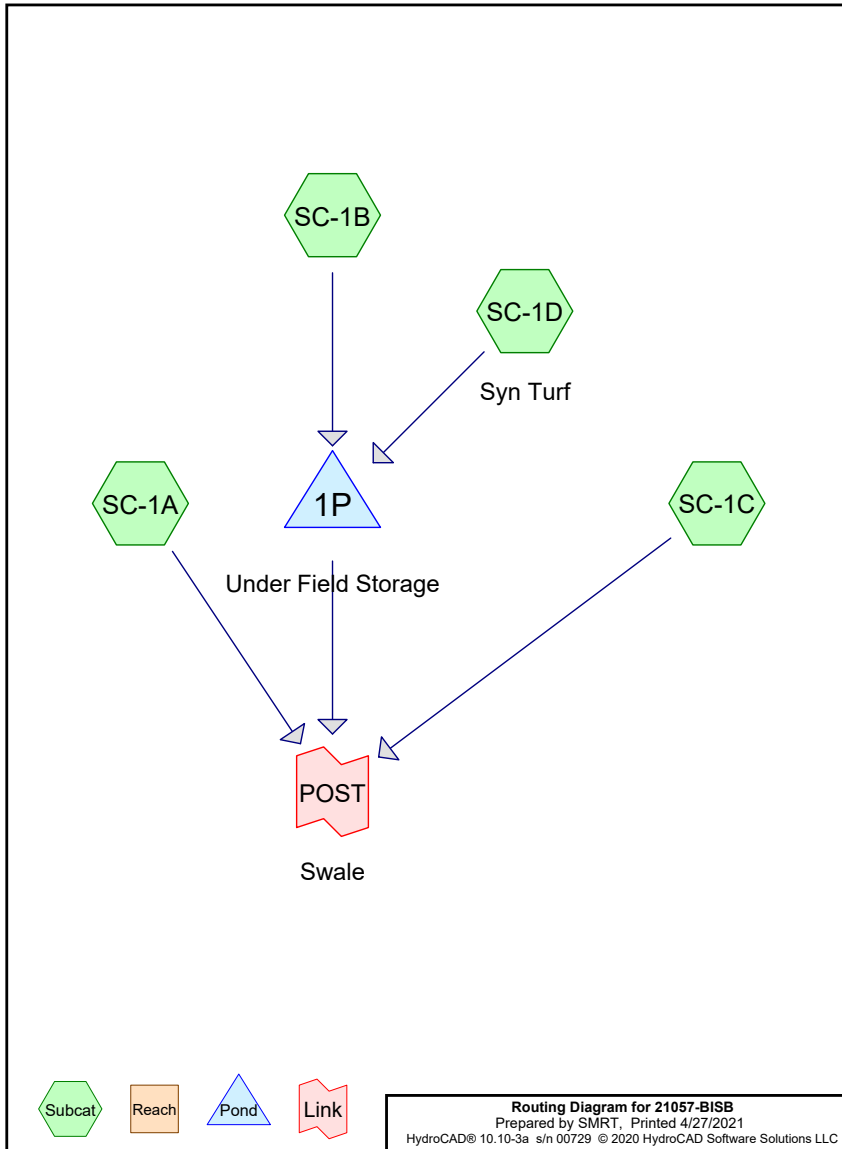 SC-1B
SC-1D
Syn Turf
SC-1A
1P
SC-1C
Under Field Storage
POST
Swale
Subcat
Reach
Pond
Link
Routing Diagram for 21057-BISB
Prepared by SMRT, Printed 4/27/2021
HydroCAD® 10.10-3a s/n 00729 © 2020 HydroCAD Software Solutions LLC